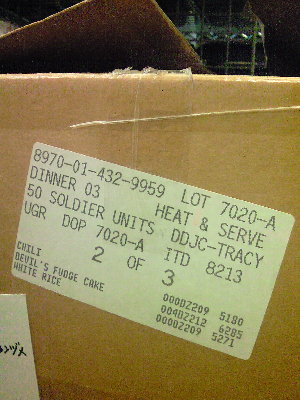 8970-01-432-9959 LOT 7020-A
DINNER 03 HEAT & SERVE
50 SOLDIER UNITS DDJC-TRACY
UGR DOP 7020-A ITD 8213
2 OF 3
CHILI
DEVIL'S FUDGE CAKE
WHITE RICE
00002209 5180
00402212 6285
00002209 5271